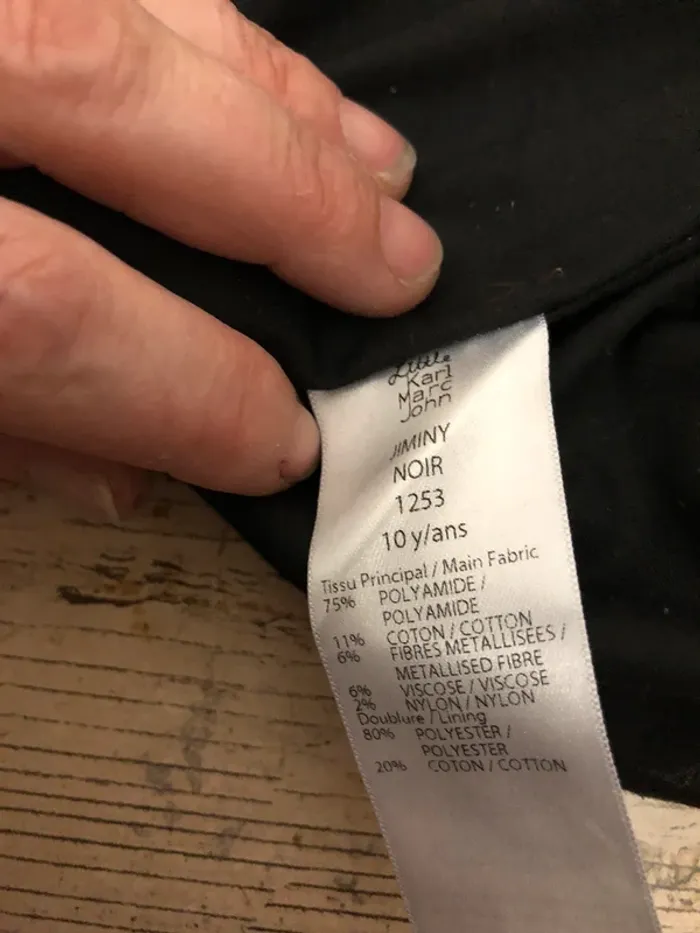 Little
Karl
Marc
John
JIMINY
NOIR
1253
10 y/ans
Tissu Principal / Main Fabric
75% POLYAMIDE /
POLYAMIDE
11% COTON / COTTON
6% FIBRES METALLISEES /
METALLISED FIBRE
6% VISCOSE / VISCOSE
2% NYLON / NYLON
Doublure / Lining
80% POLYESTER /
POLYESTER
20% COTON / COTTON